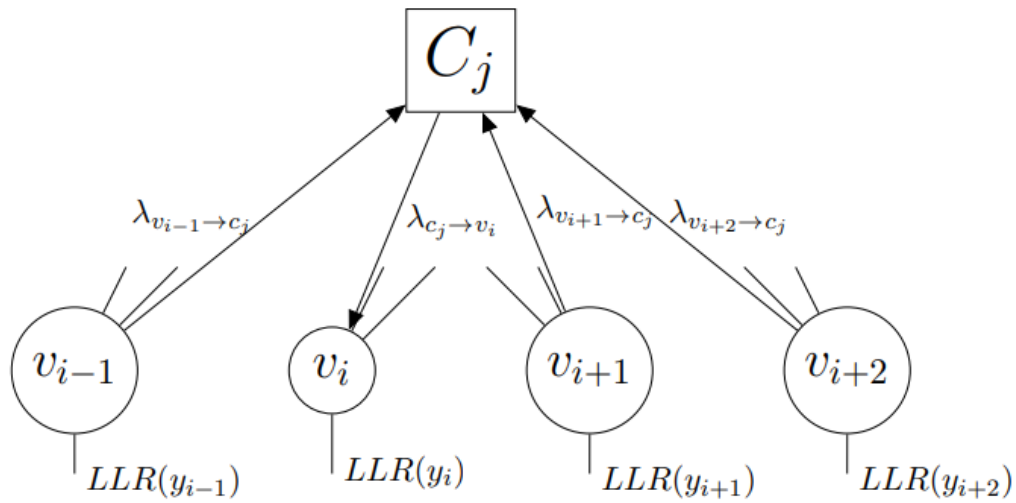 C_j
λ_{v_{i−1}→c_j} λ_{c_j→v_i} λ_{v_{i+1}→c_j} λ_{v_{i+2}→c_j}
v_{i−1} v_i v_{i+1} v_{i+2}
LLR(y_{i−1}) LLR(y_i) LLR(y_{i+1}) LLR(y_{i+2})